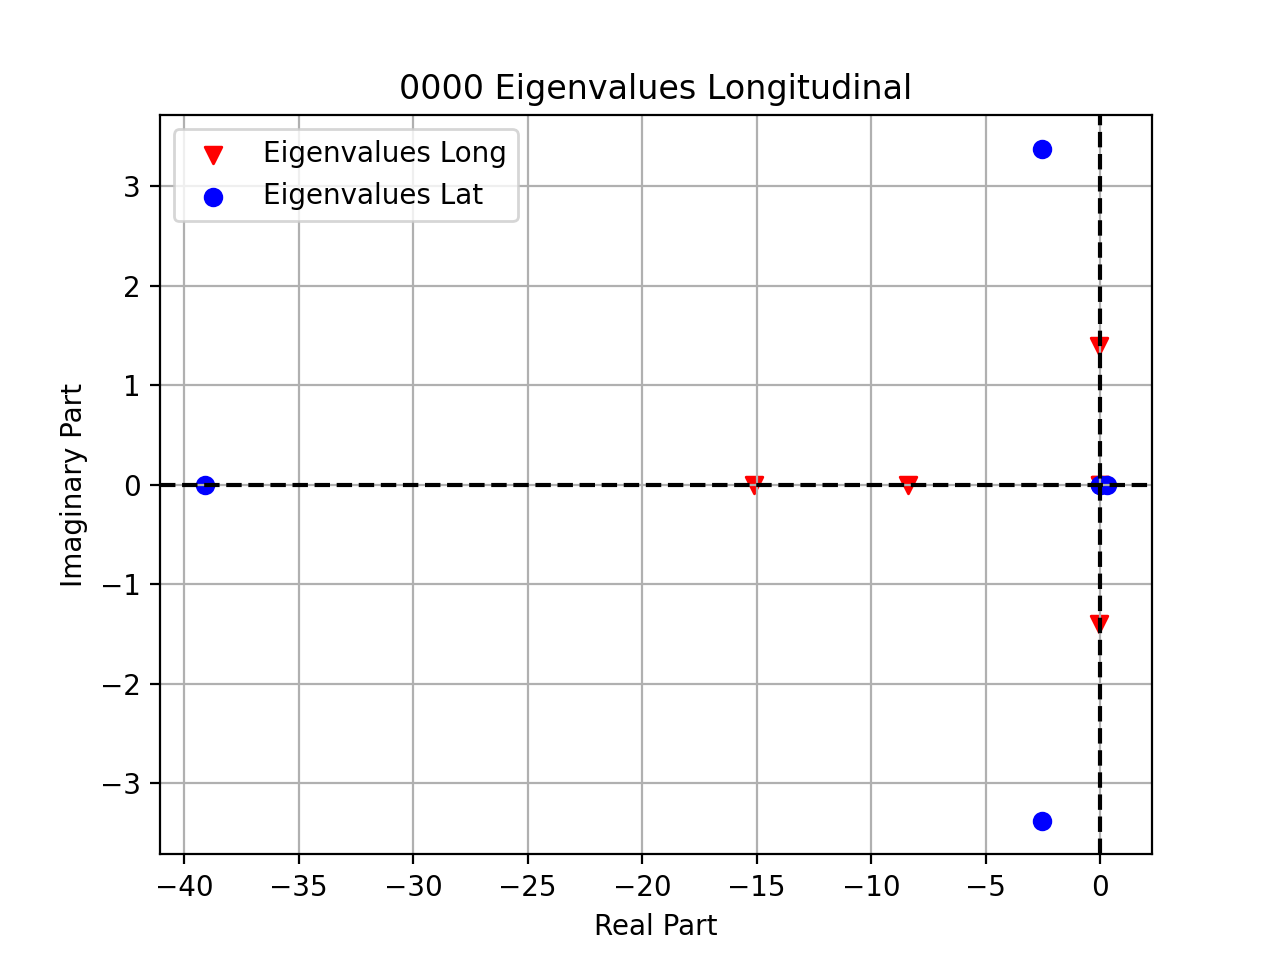 0000 Eigenvalues Longitudinal
Eigenvalues Long
Eigenvalues Lat
3
2
1
0
−1
−2
−3
Imaginary Part
−40 −35 −30 −25 −20 −15 −10 −5 0
Real Part